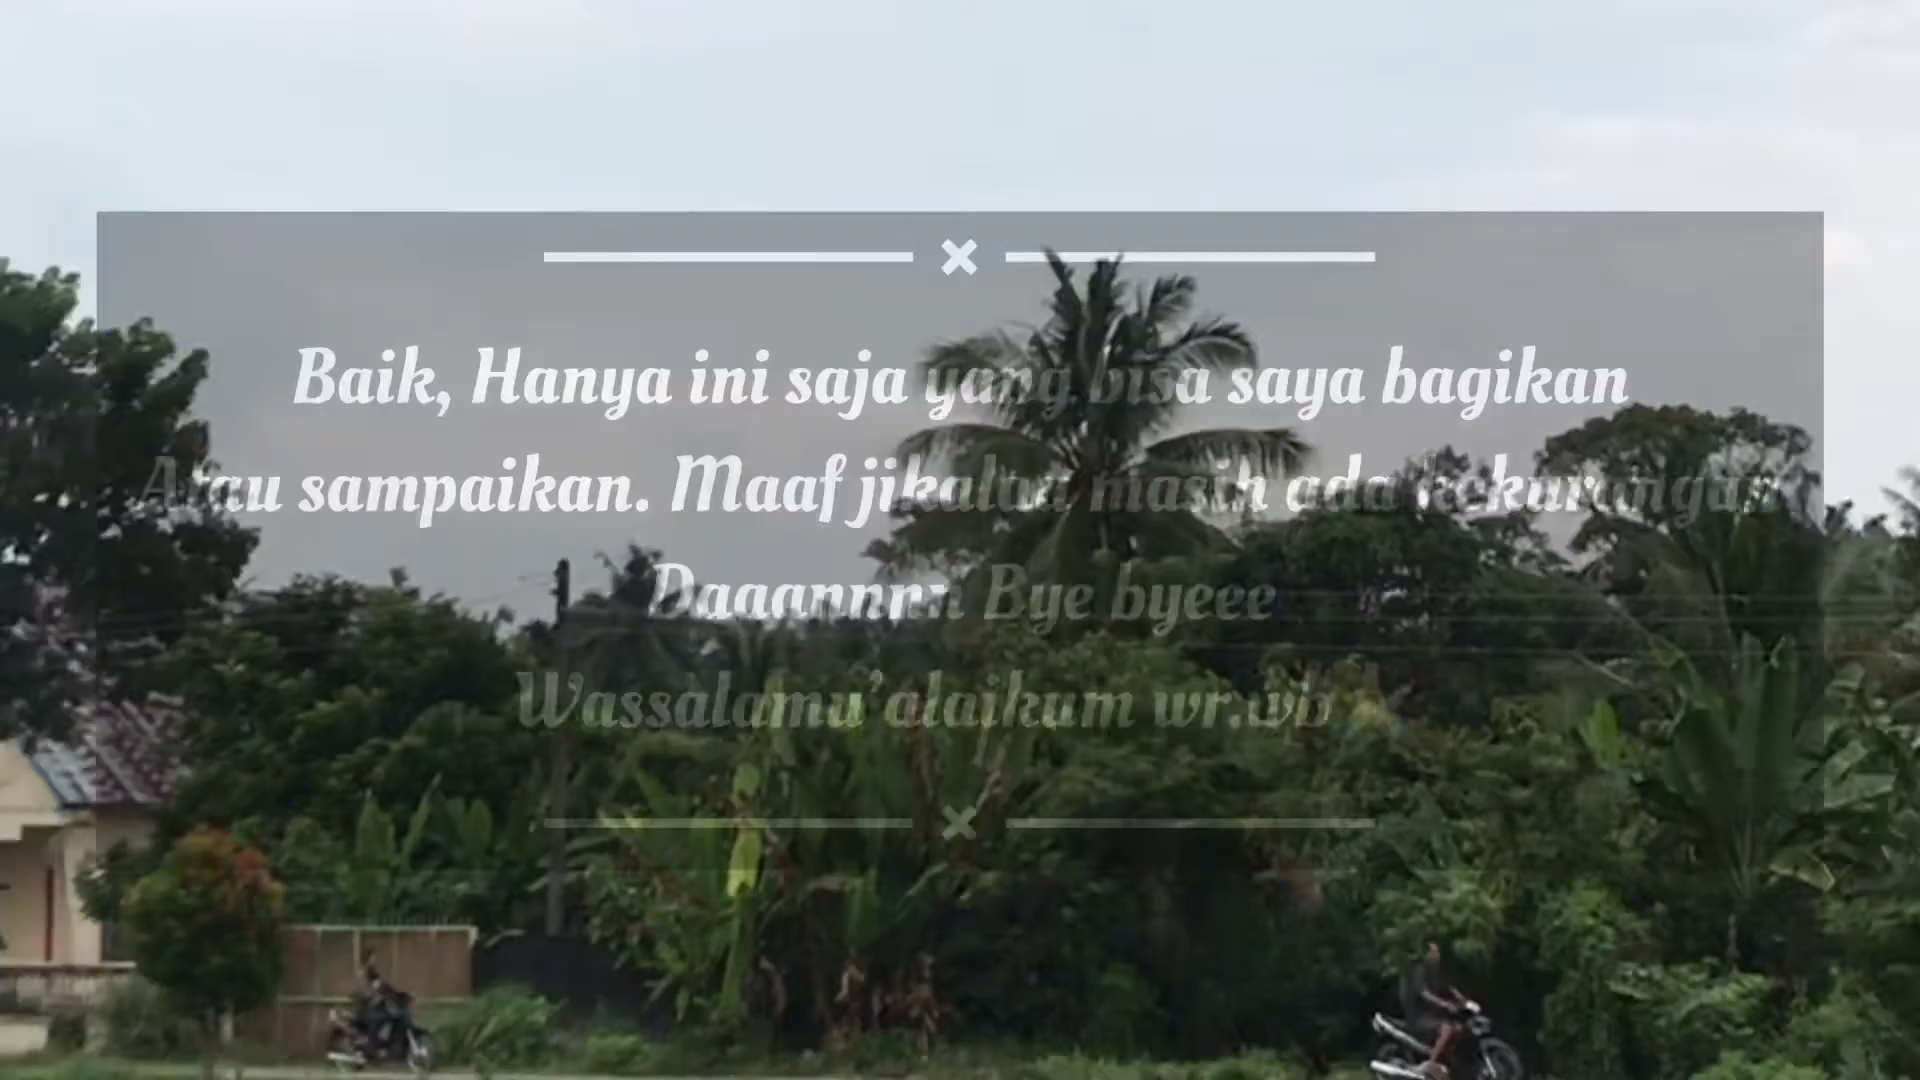 Baik, Hanya ini saja yang bisa saya bagikan
Atau sampaikan. Maaf jikalau masih ada kekurangan
Daaannnn Bye byeee
Wassalamu'alaikum wr.wb